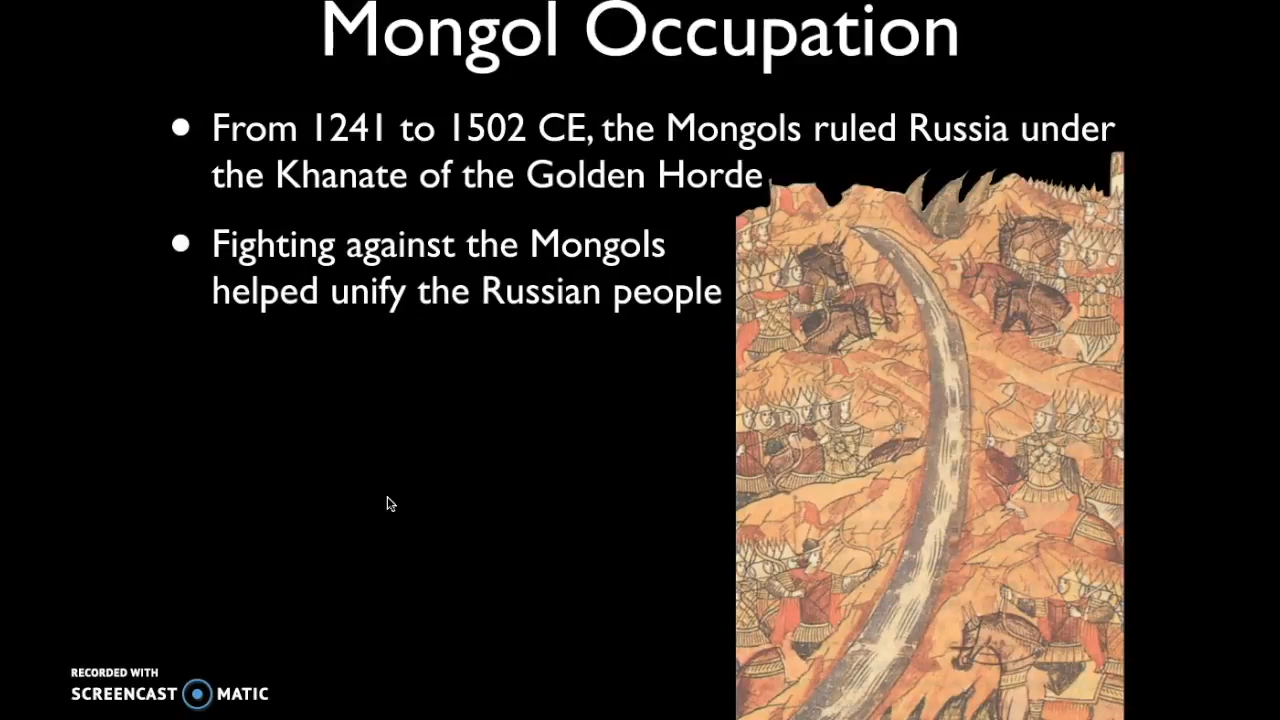 Mongol Occupation
• From 1241 to 1502 CE, the Mongols ruled Russia under
the Khanate of the Golden Horde
• Fighting against the Mongols
helped unify the Russian people
RECORDED WITH
SCREENCAST MATIC